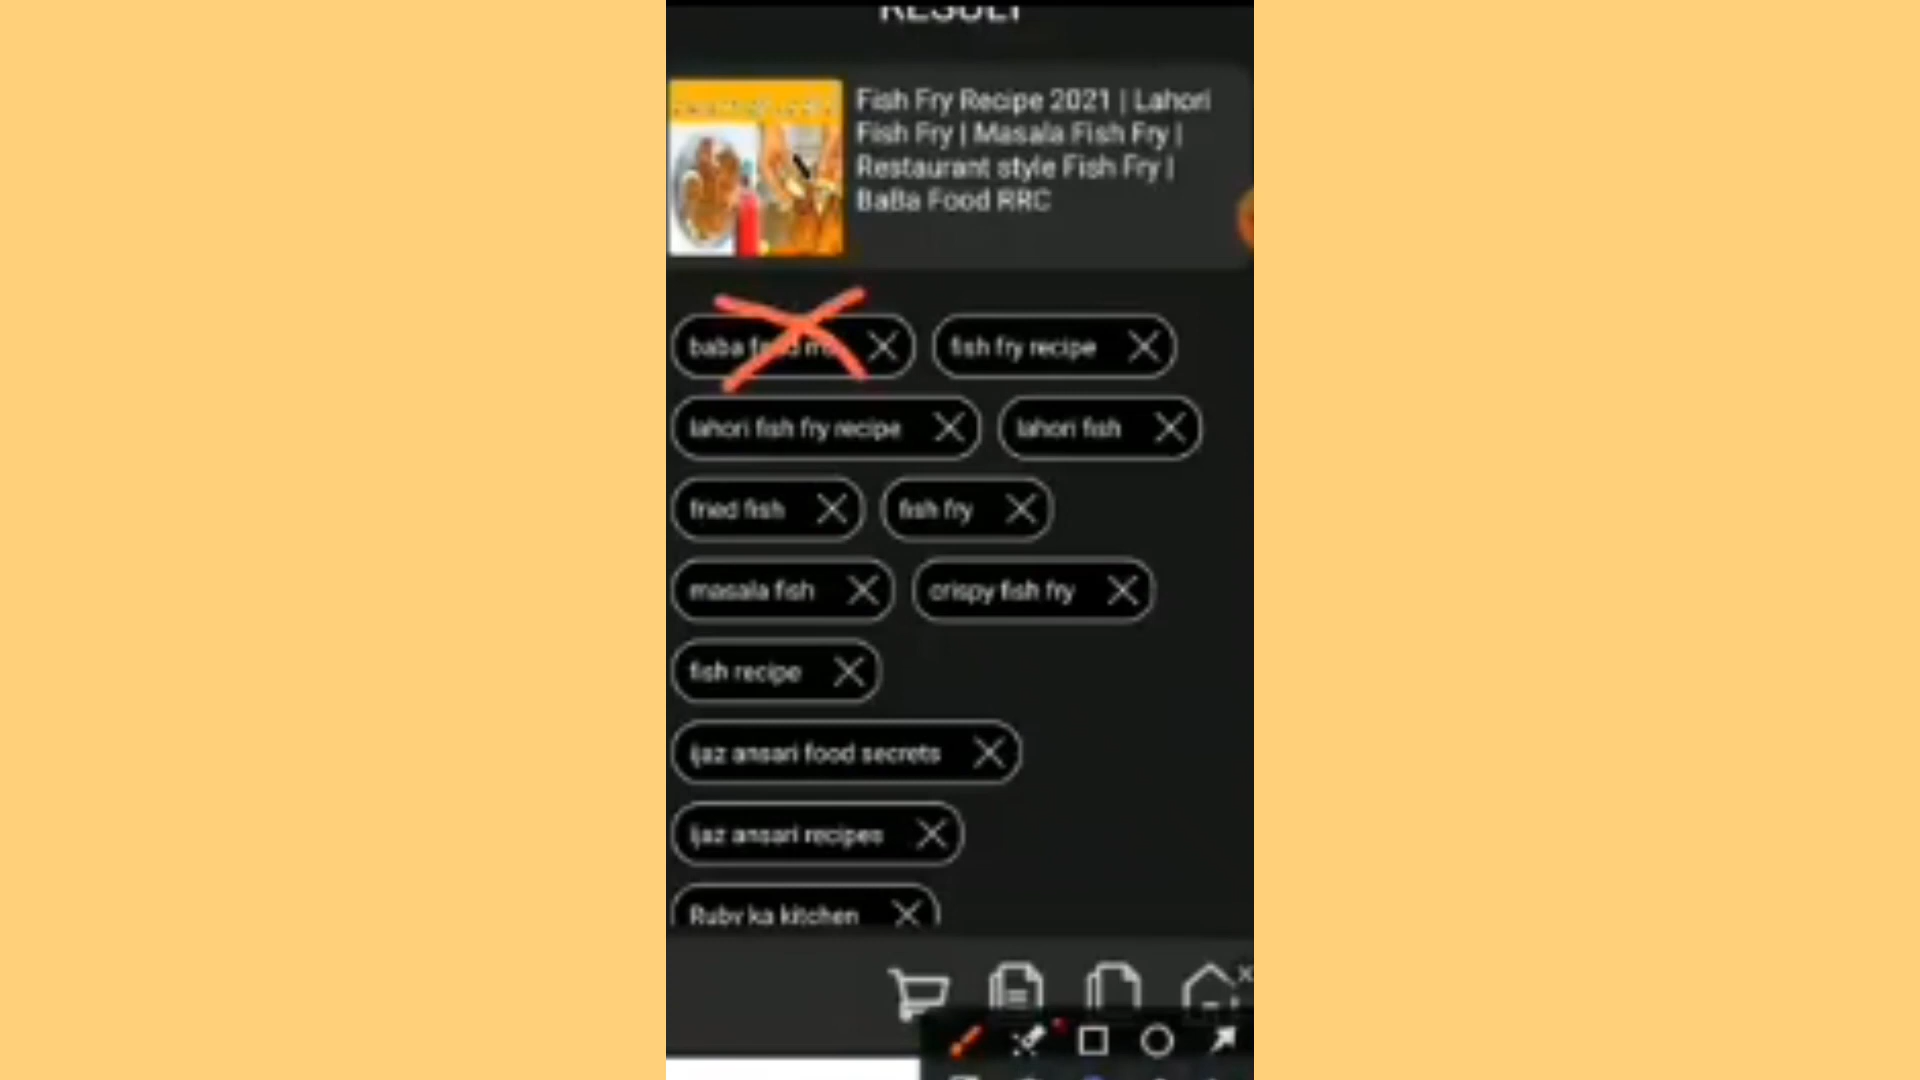 RESULT
Fish Fry Recipe 2021 | Lahori
Fish Fry | Masala Fish Fry |
Restaurant style Fish Fry |
BaBa Food RRC
baba food fish fry recipe
lahori fish fry recipe lahori fish
fried fish fish fry
masala fish crispy fish fry
fish recipe
ijaz ansari food secrets
ijaz ansari recipes
Ruby ka kitchen